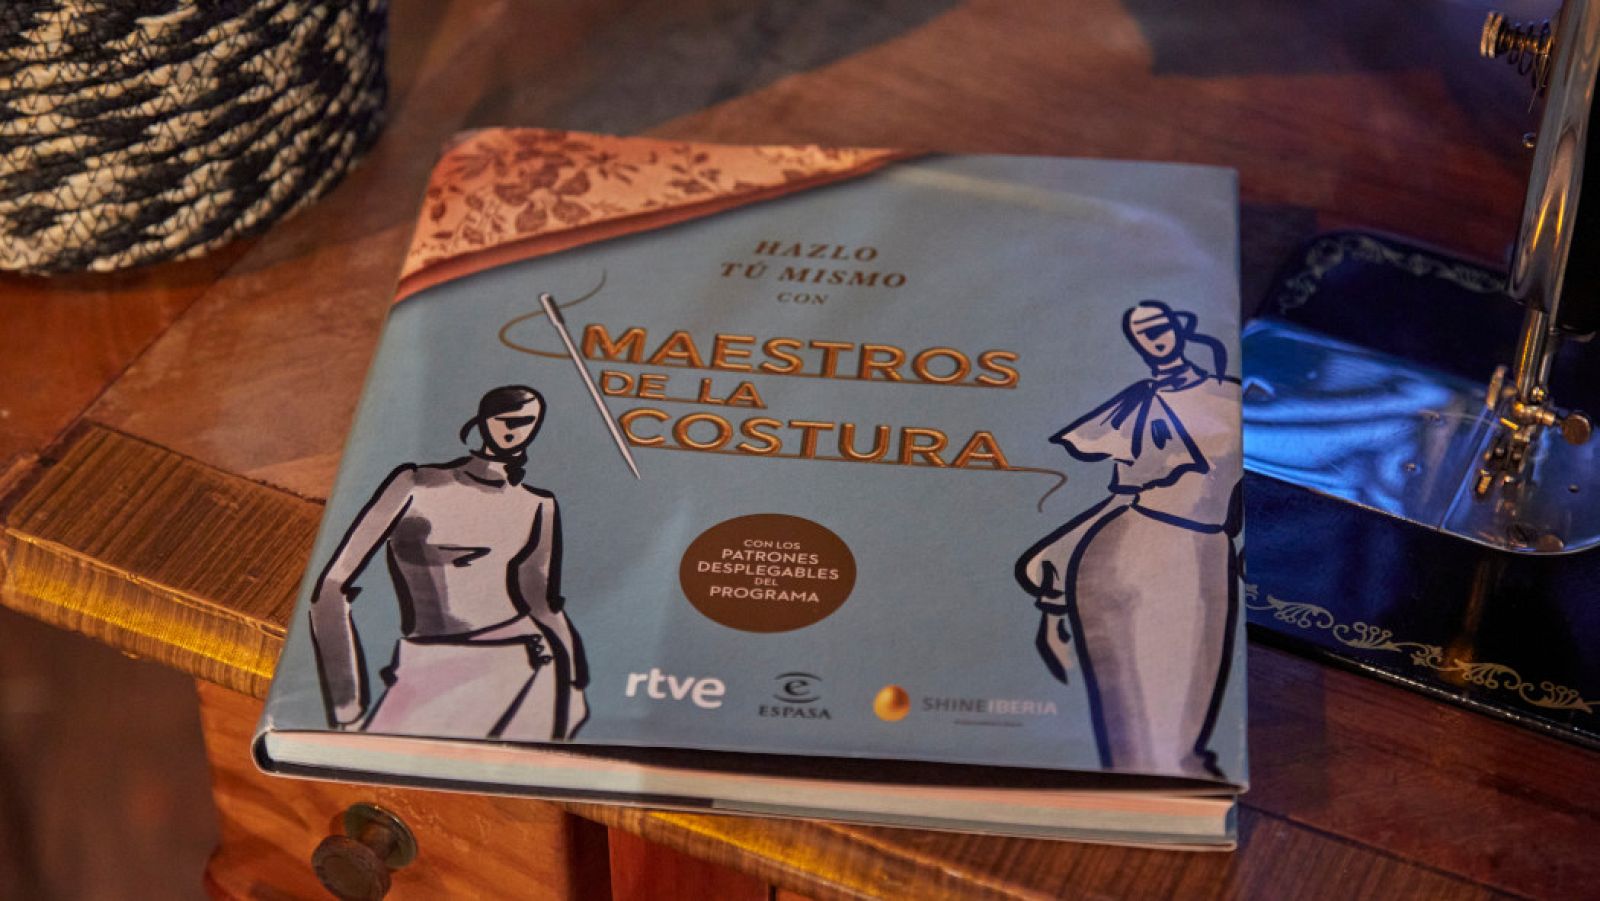 HAZLO
TÚ MISMO
CON
MAESTROS
DE LA
COSTURA
CON LOS
PATRONES
DESPLEGABLES
DEL
PROGRAMA
rtve
e
ESPASA
SHINEIBERIA